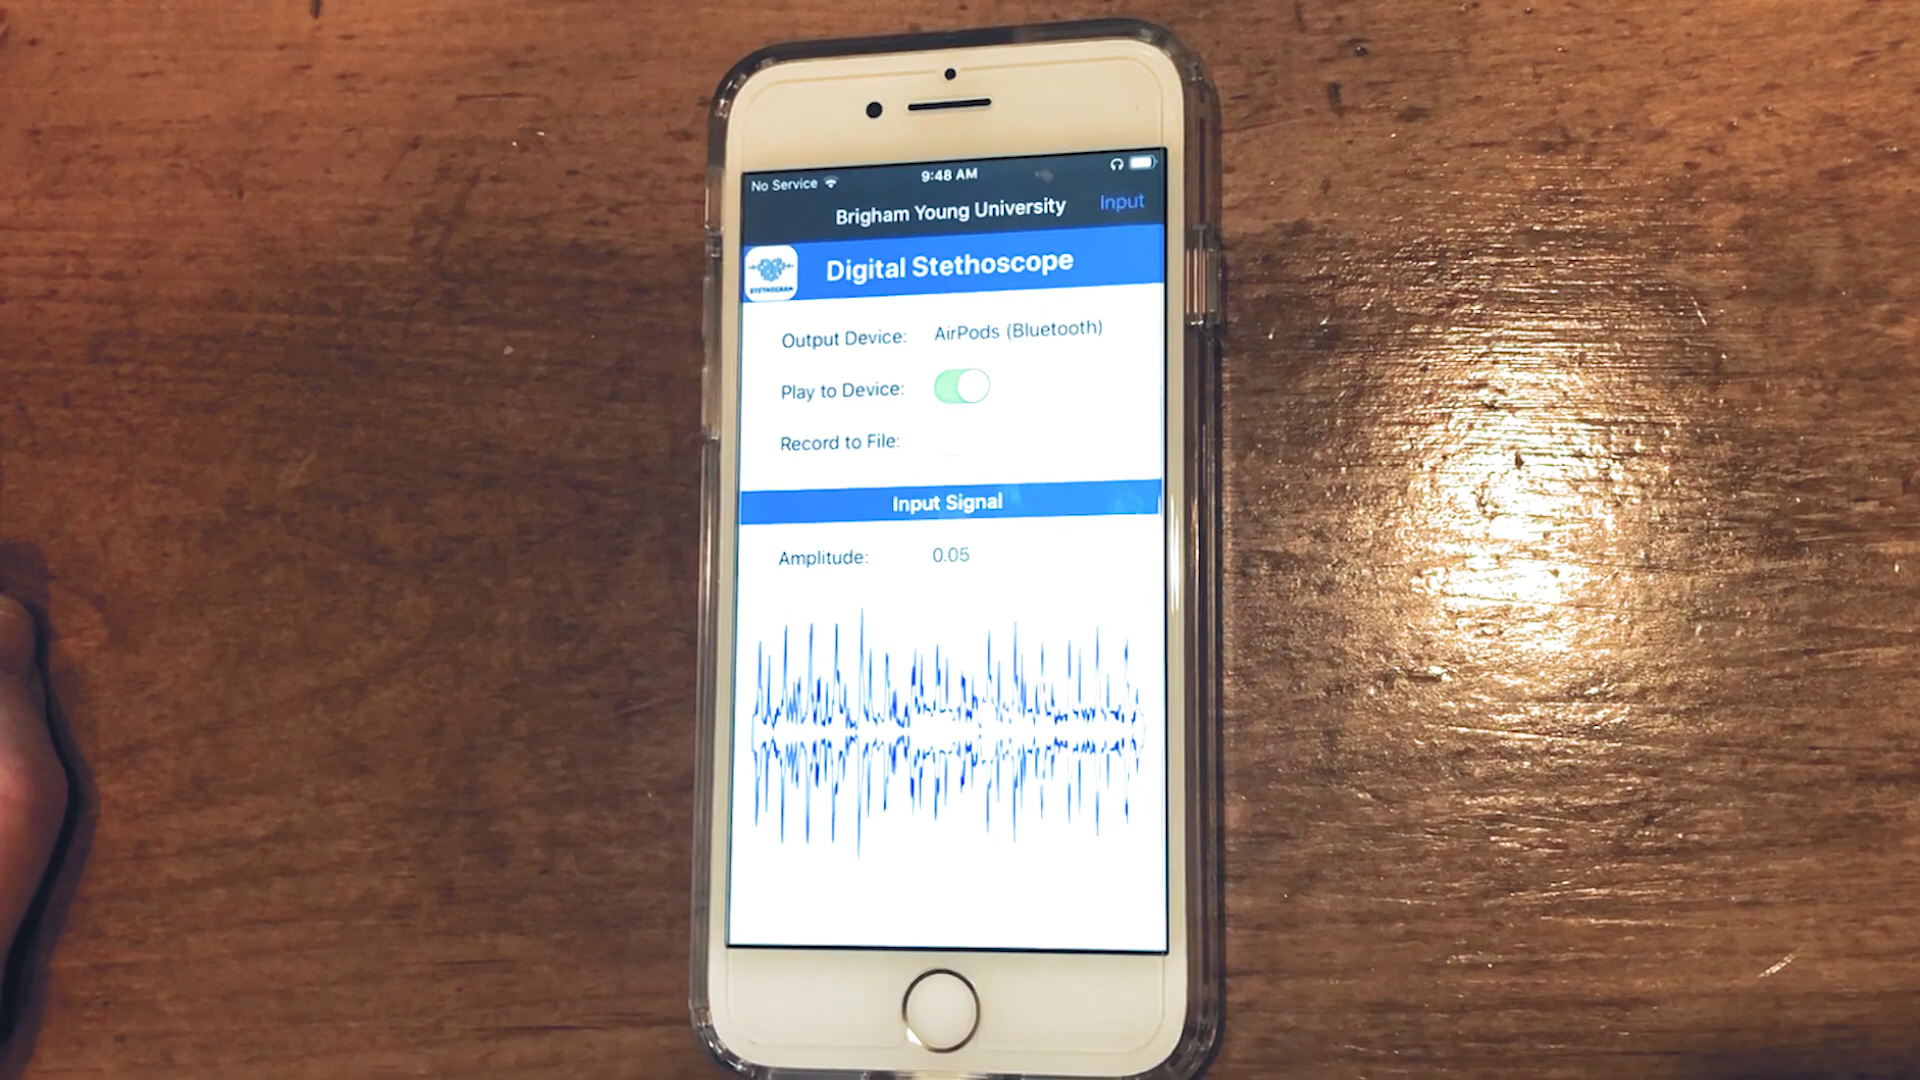 No Service
9:48 AM
Brigham Young University
Input
STETHOGRAM
Digital Stethoscope
Output Device: AirPods (Bluetooth)
Play to Device:
Record to File:
Input Signal
Amplitude: 0.05